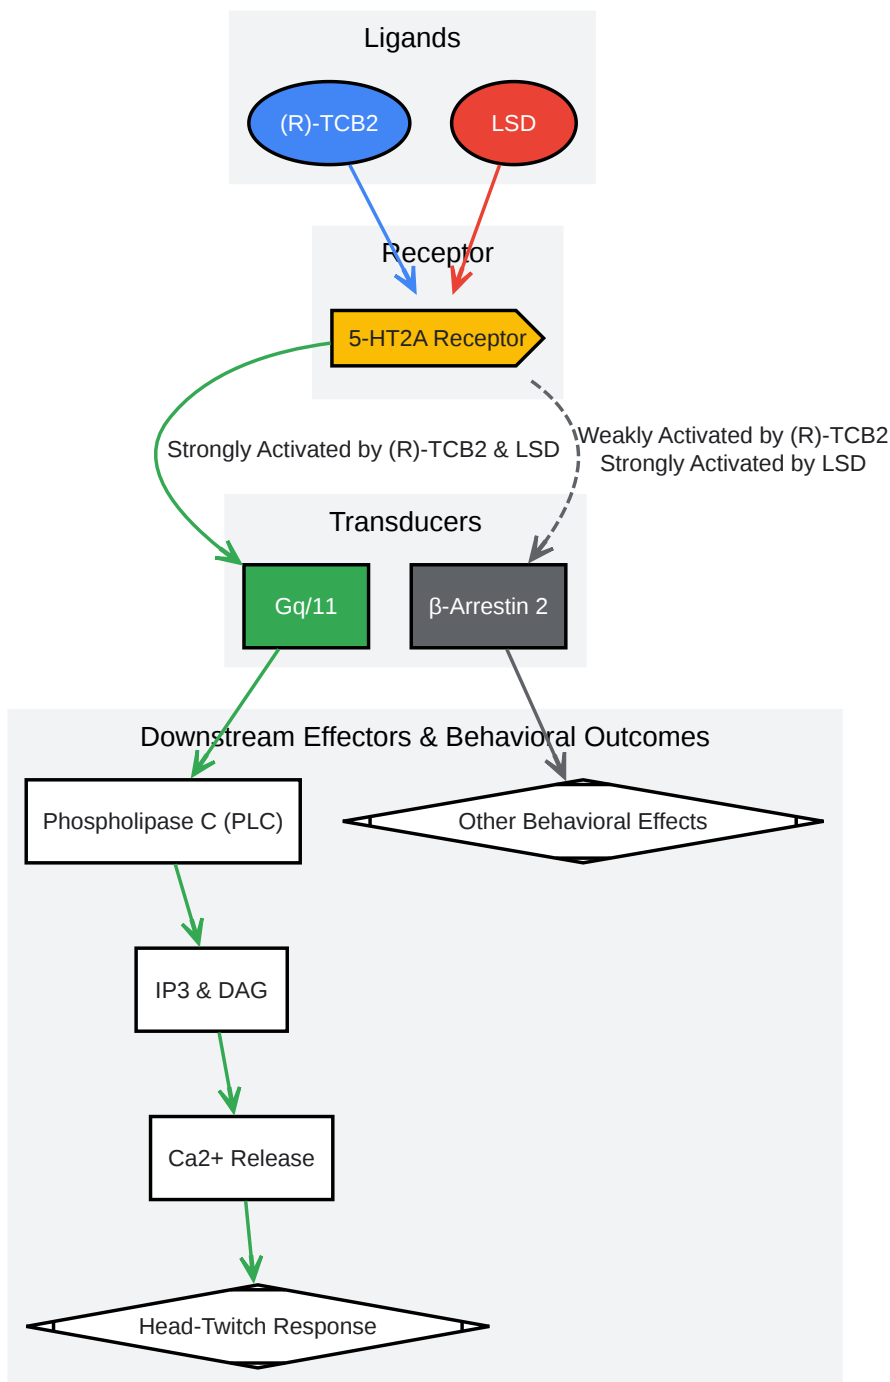 Ligands
(R)-TCB2
LSD
Receptor
5-HT2A Receptor
Strongly Activated by (R)-TCB2 & LSD
Weakly Activated by (R)-TCB2
Strongly Activated by LSD
Transducers
Gq/11
β-Arrestin 2
Downstream Effectors & Behavioral Outcomes
Phospholipase C (PLC)
Other Behavioral Effects
IP3 & DAG
Ca2+ Release
Head-Twitch Response